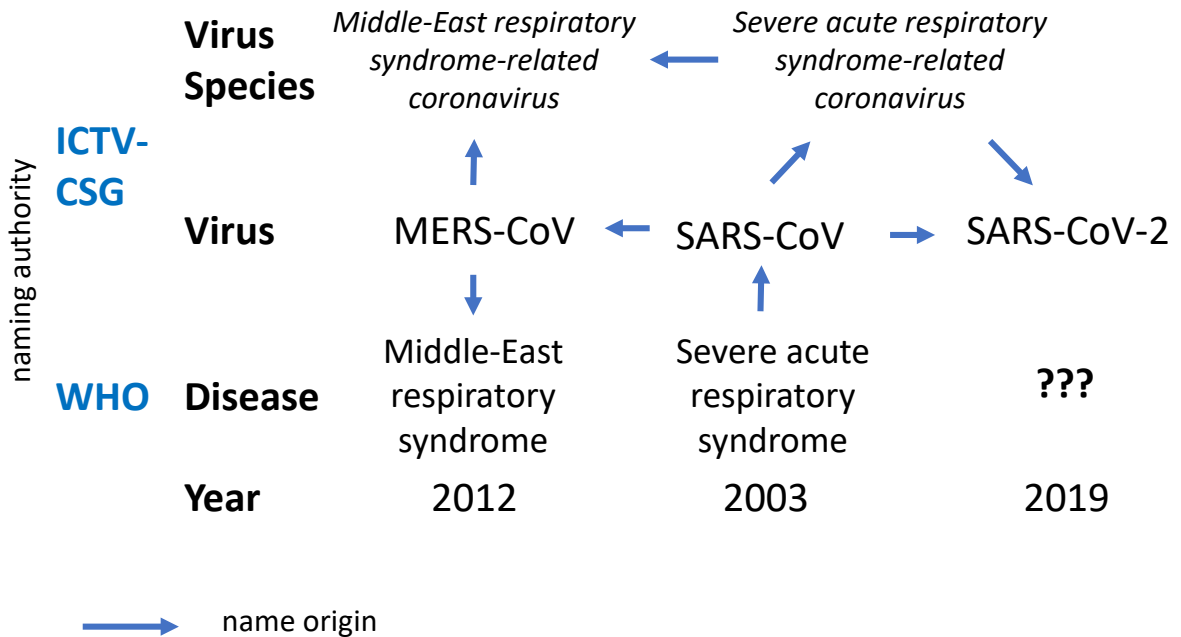 Virus
Species
Middle-East respiratory
syndrome-related
coronavirus
Severe acute respiratory
syndrome-related
coronavirus
naming authority
ICTV-
CSG
Virus
MERS-CoV
SARS-CoV
SARS-CoV-2
WHO
Disease
Middle-East
respiratory
syndrome
Severe acute
respiratory
syndrome
???
Year
2012
2003
2019
name origin